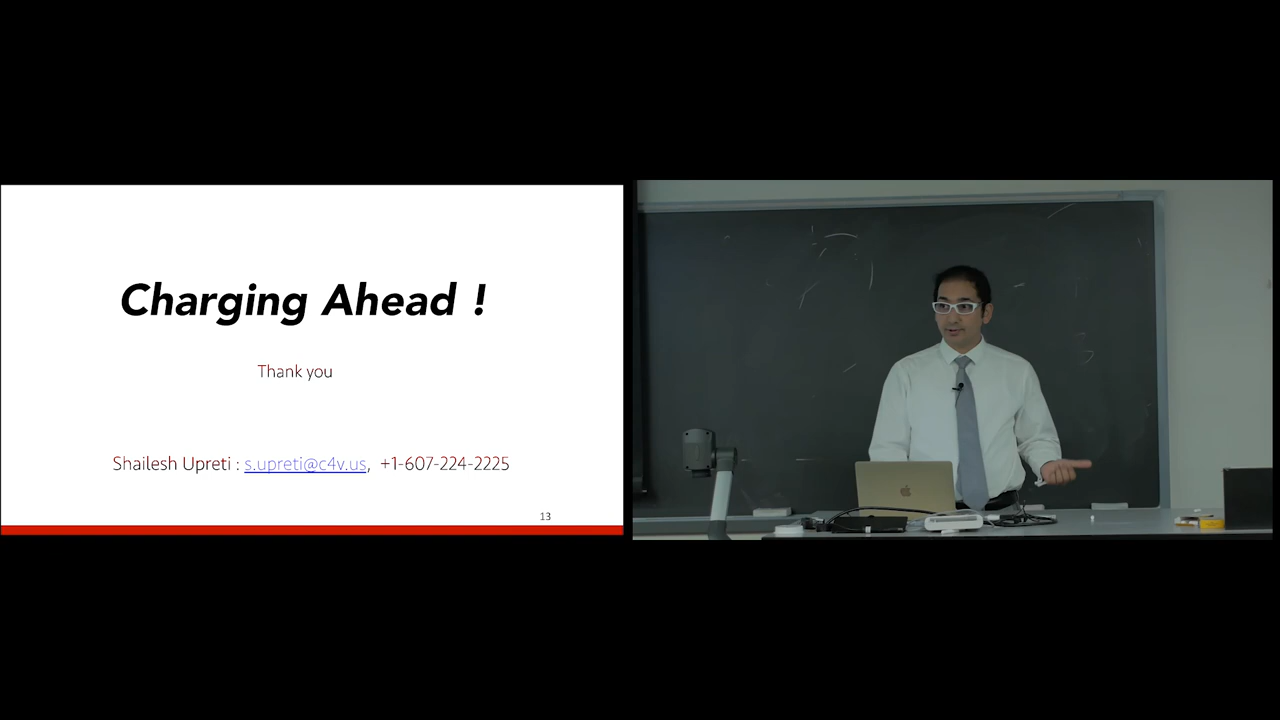 Charging Ahead !
Thank you
Shailesh Upreti : s.upreti@c4v.us, +1-607-224-2225
13